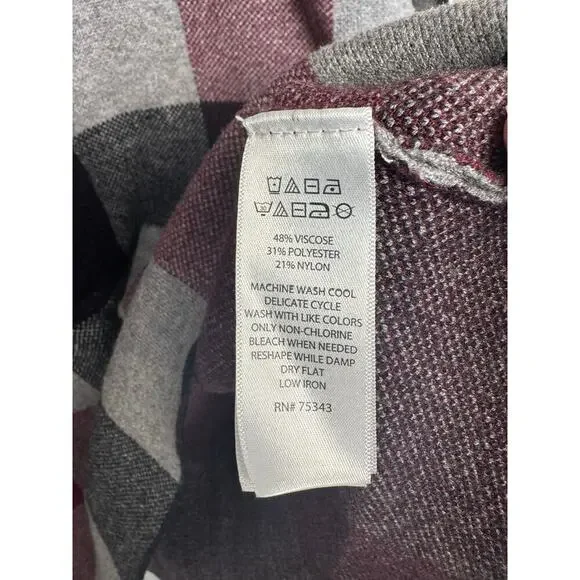 48% VISCOSE
31% POLYESTER
21% NYLON
MACHINE WASH COOL
DELICATE CYCLE
WASH WITH LIKE COLORS
ONLY NON-CHLORINE
BLEACH WHEN NEEDED
RESHAPE WHILE DAMP
DRY FLAT
LOW IRON
RN# 75343